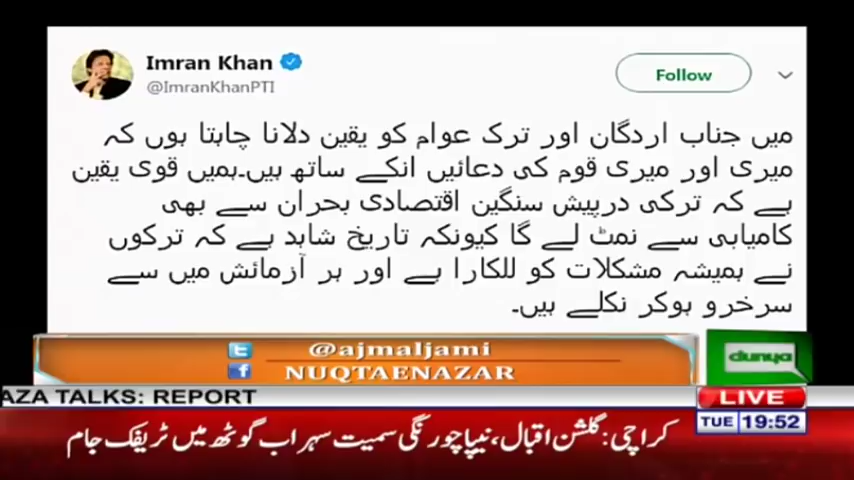 Imran Khan
@ImranKhanPTI
Follow
میں جناب اردگان اور ترک عوام کو یقین دلانا چاہتا ہوں کہ
میری اور میری قوم کی دعائیں انکے ساتھ ہیں۔ہمیں قوی یقین
ہے کہ ترکی درپیش سنگین اقتصادی بحران سے بھی
کامیابی سے نمٹ لے گا کیونکہ تاریخ شاہد ہے کہ ترکوں
نے ہمیشہ مشکلات کو للکارا ہے اور ہر آزمائش میں سے
سرخرو ہوکر نکلے ہیں۔
@ajmaljami
NUQTAENAZAR
dunya
AZA TALKS: REPORT
LIVE
TUE 19:52
کراچی: گلشن اقبال، نیپا چورنگی سمیت سہراب گوٹھ میں ٹریفک جام